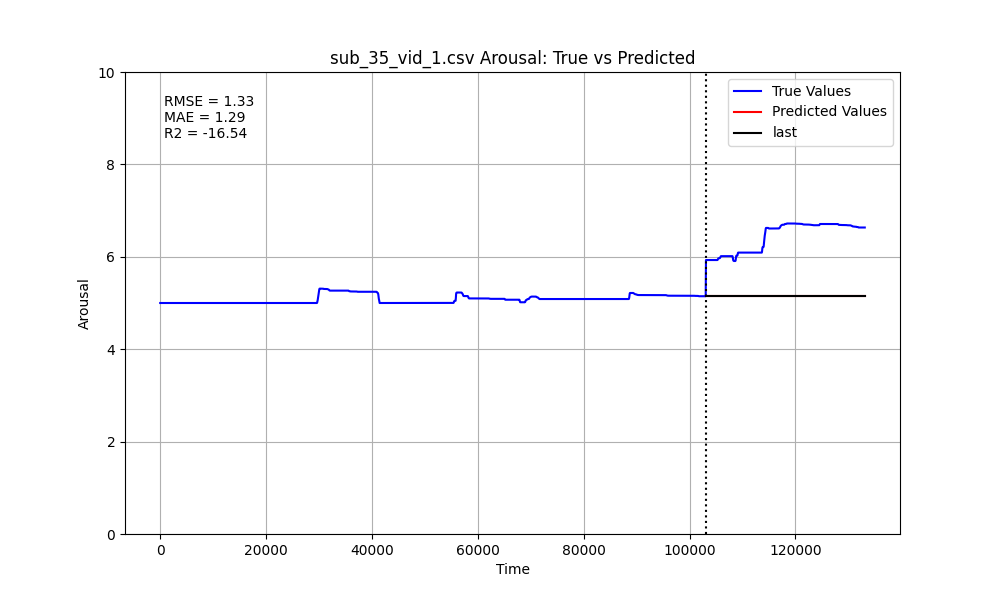 sub_35_vid_1.csv Arousal: True vs Predicted
10
8
6
4
2
0
Arousal
RMSE = 1.33
MAE = 1.29
R2 = -16.54
True Values
Predicted Values
last
0 20000 40000 60000 80000 100000 120000
Time